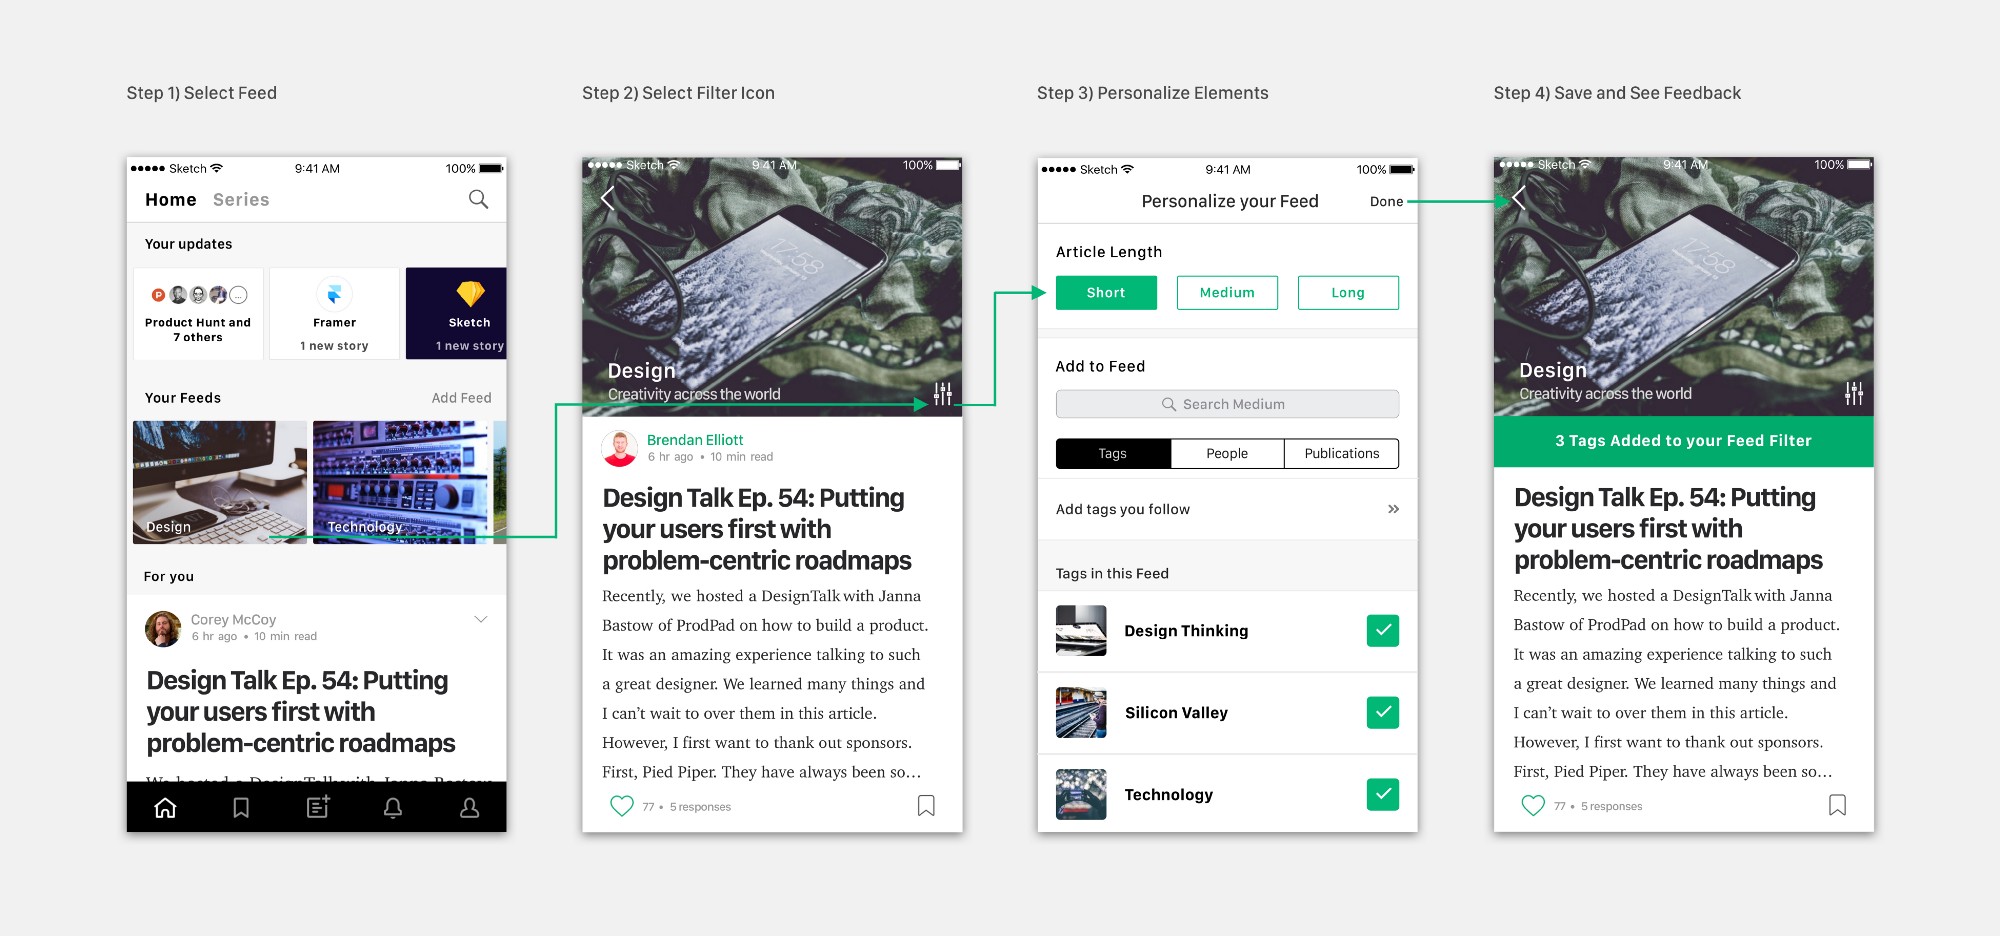 Step 1) Select Feed
Sketch
9:41 AM
100%
Home
Series
Your updates
P
Product Hunt and
7 others
Framer
1 new story
Sketch
1 new story
Your Feeds
Add Feed
Design
Technology
For you
Corey McCoy
6 hr ago • 10 min read
Design Talk Ep. 54: Putting
your users first with
problem-centric roadmaps
Step 2) Select Filter Icon
Sketch
9:41 AM
100%
17:58
Design
Creativity across the world
Brendan Elliott
6 hr ago • 10 min read
Design Talk Ep. 54: Putting
your users first with
problem-centric roadmaps
Recently, we hosted a DesignTalk with Janna
Bastow of ProdPad on how to build a product.
It was an amazing experience talking to such
a great designer. We learned many things and
I can't wait to over them in this article.
However, I first want to thank out sponsors.
First, Pied Piper. They have always been so...
77 • 5 responses
Step 3) Personalize Elements
Sketch
9:41 AM
100%
Personalize your Feed
Done
Article Length
Short
Medium
Long
Add to Feed
Search Medium
Tags
People
Publications
Add tags you follow
Tags in this Feed
Design Thinking
Silicon Valley
Technology
Step 4) Save and See Feedback
Sketch
9:41 AM
100%
17:58
Design
Creativity across the world
3 Tags Added to your Feed Filter
Design Talk Ep. 54: Putting
your users first with
problem-centric roadmaps
Recently, we hosted a DesignTalk with Janna
Bastow of ProdPad on how to build a product.
It was an amazing experience talking to such
a great designer. We learned many things and
I can't wait to over them in this article.
However, I first want to thank out sponsors.
First, Pied Piper. They have always been so...
77 • 5 responses